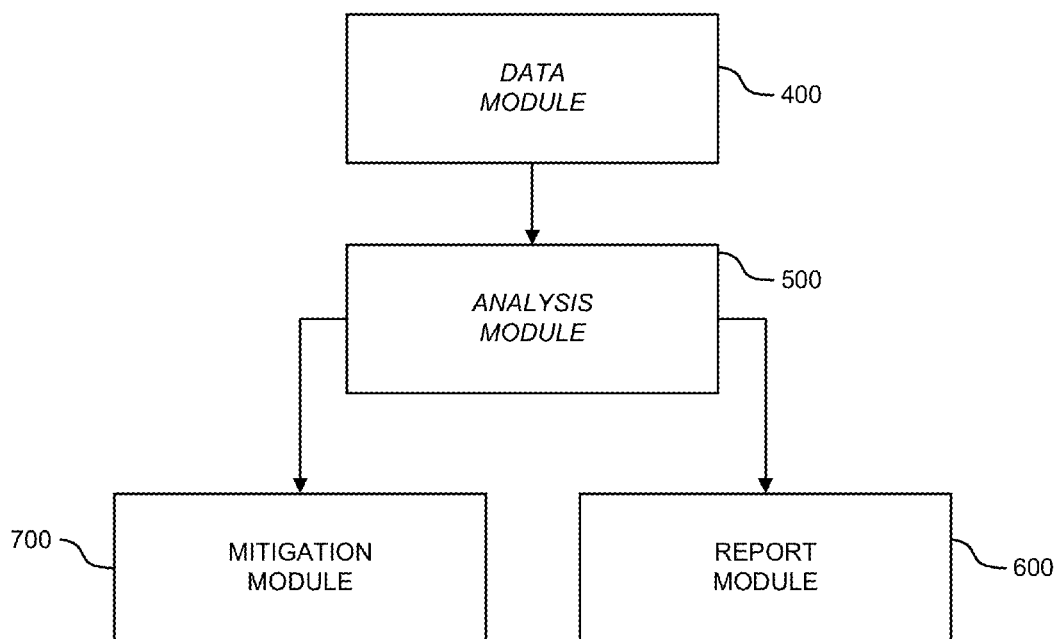 DATA
MODULE
400
ANALYSIS
MODULE
500
MITIGATION
MODULE
700
REPORT
MODULE
600